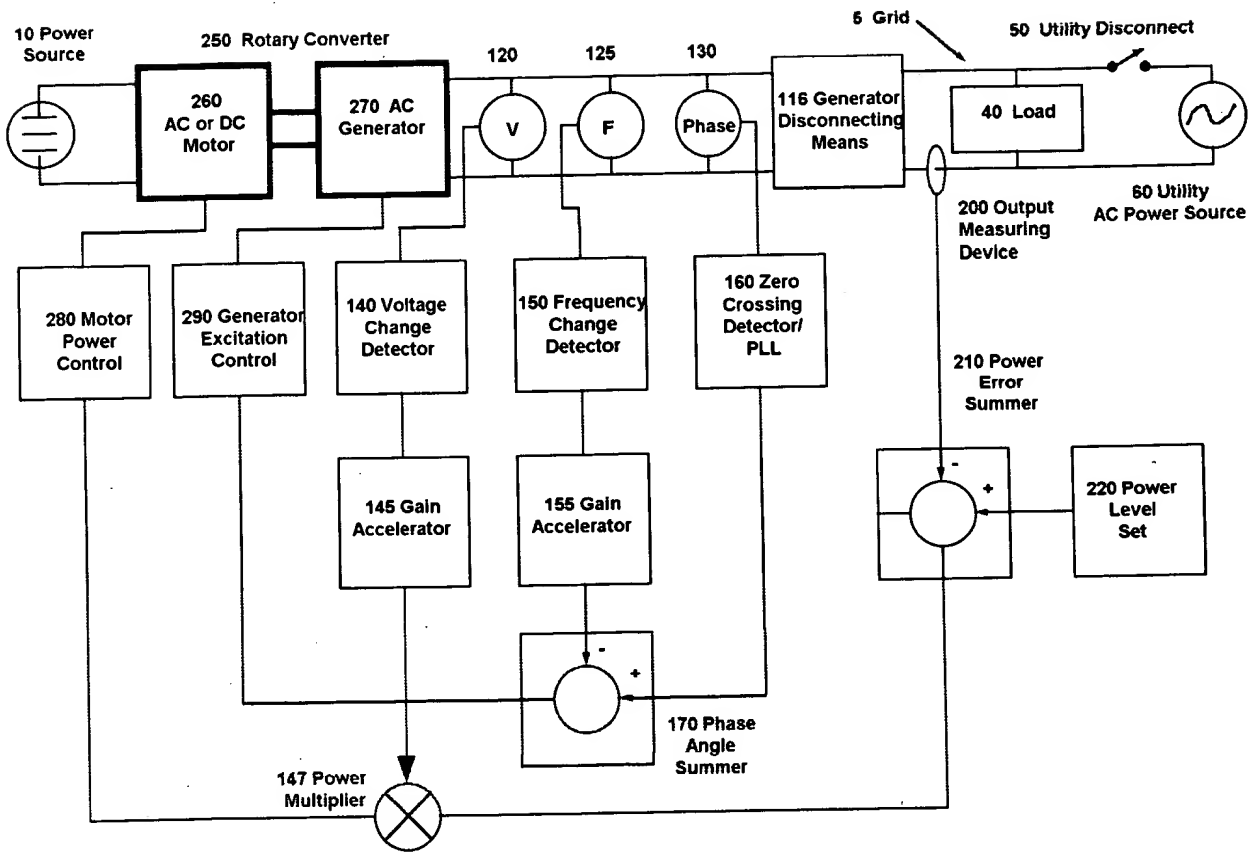 10 Power
Source
250 Rotary Converter
120
125
130
5 Grid
50 Utility Disconnect
260
AC or DC
Motor
270 AC
Generator
V
F
Phase
116 Generator
Disconnecting
Means
40 Load
60 Utility
AC Power Source
200 Output
Measuring
Device
280 Motor
Power
Control
290 Generator
Excitation
Control
140 Voltage
Change
Detector
150 Frequency
Change
Detector
160 Zero
Crossing
Detector/
PLL
210 Power
Error
Summer
145 Gain
Accelerator
155 Gain
Accelerator
-
+
220 Power
Level
Set
-
+
170 Phase
Angle
Summer
147 Power
Multiplier